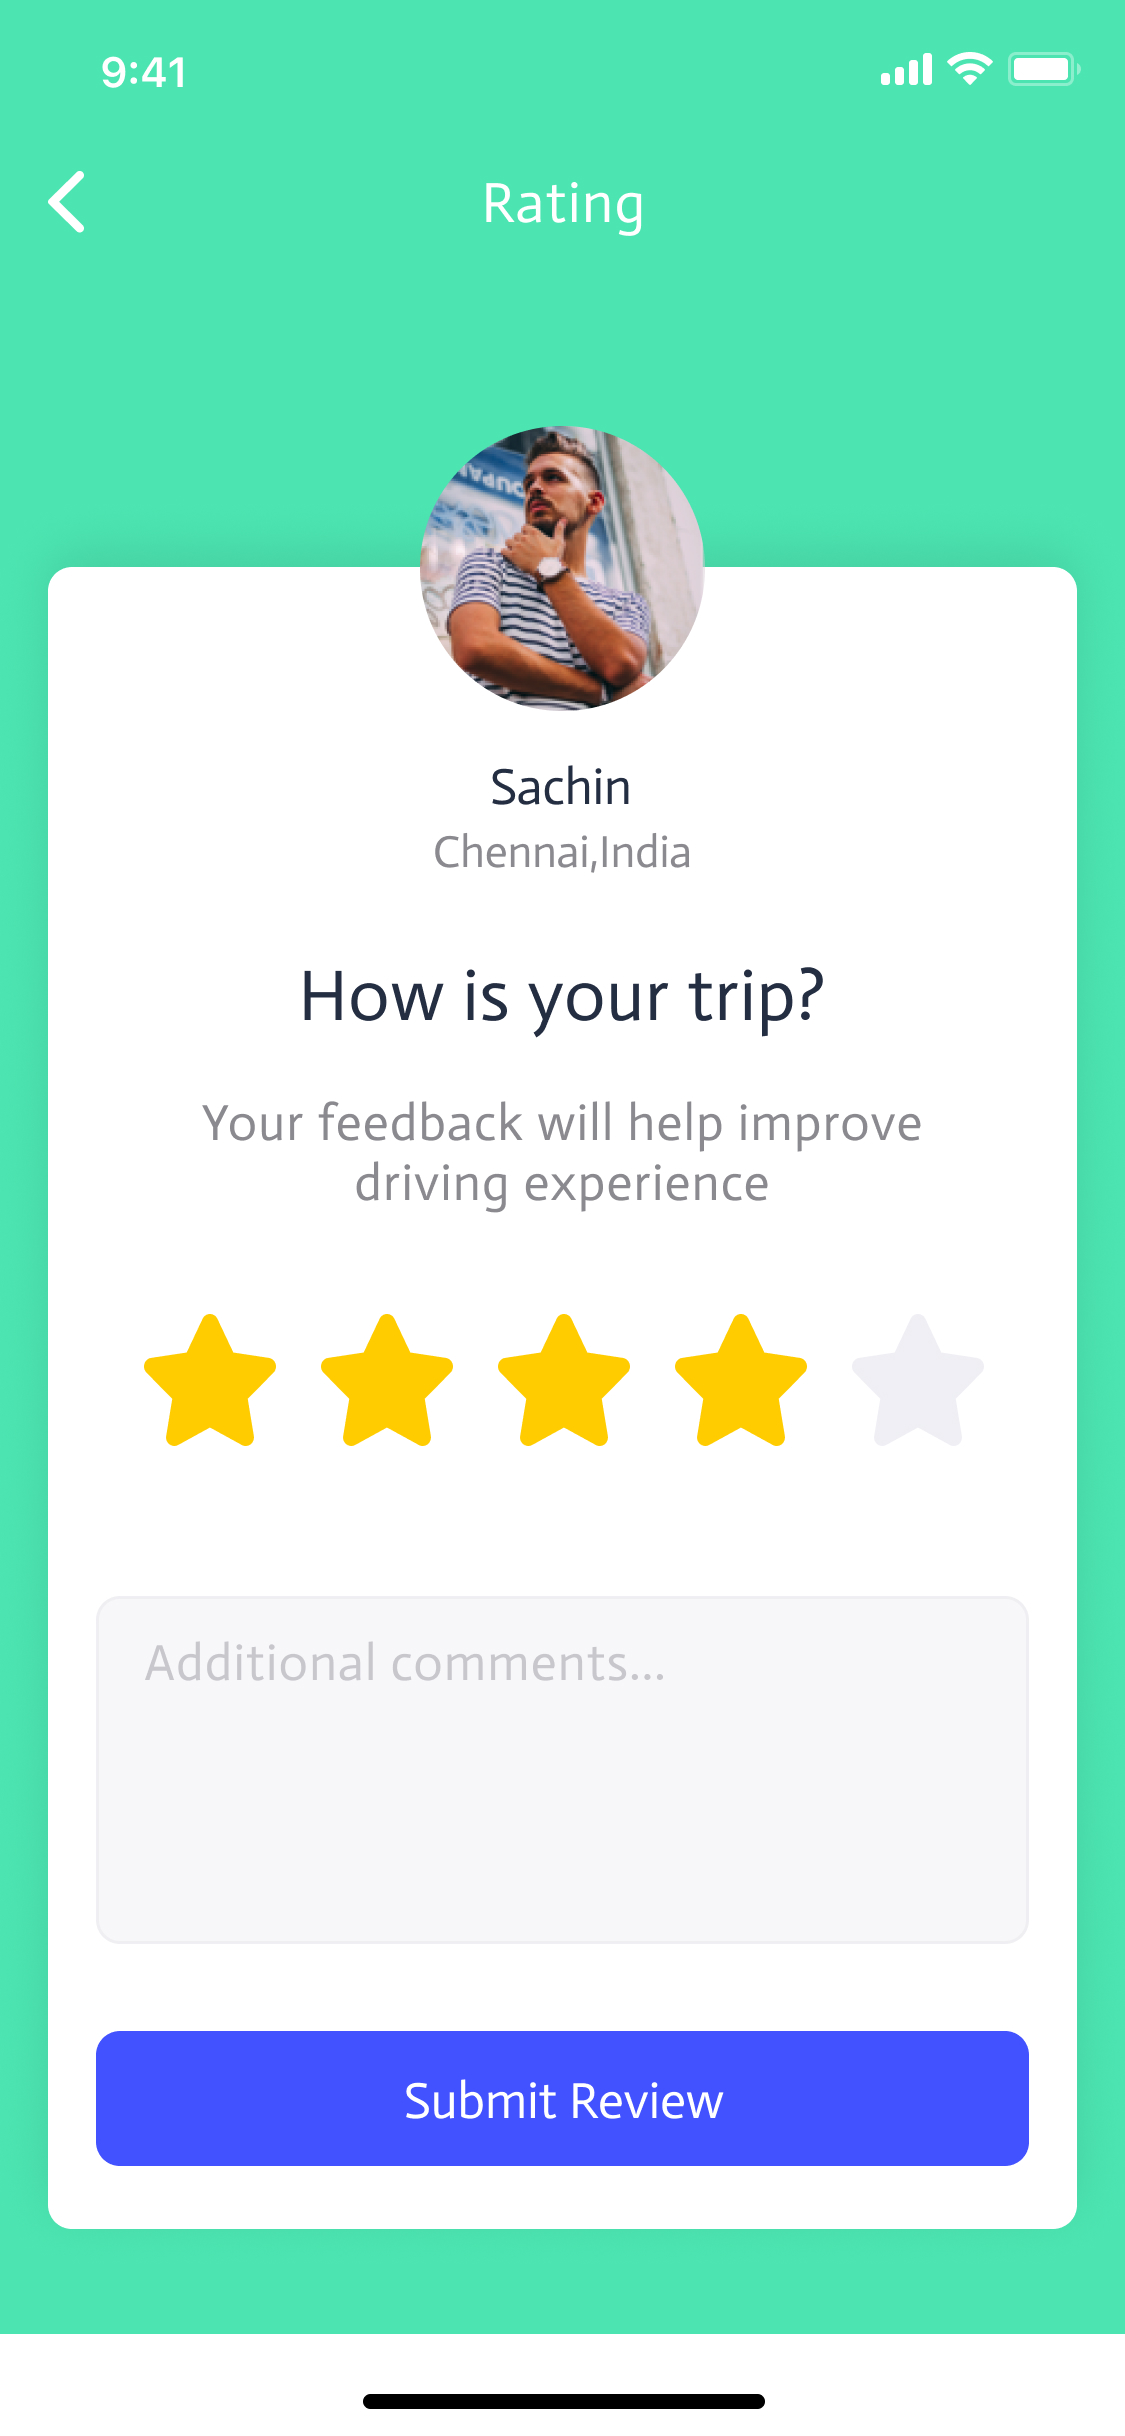 9:41
Rating
Sachin
Chennai,India
How is your trip?
Your feedback will help improve
driving experience
Additional comments...
Submit Review